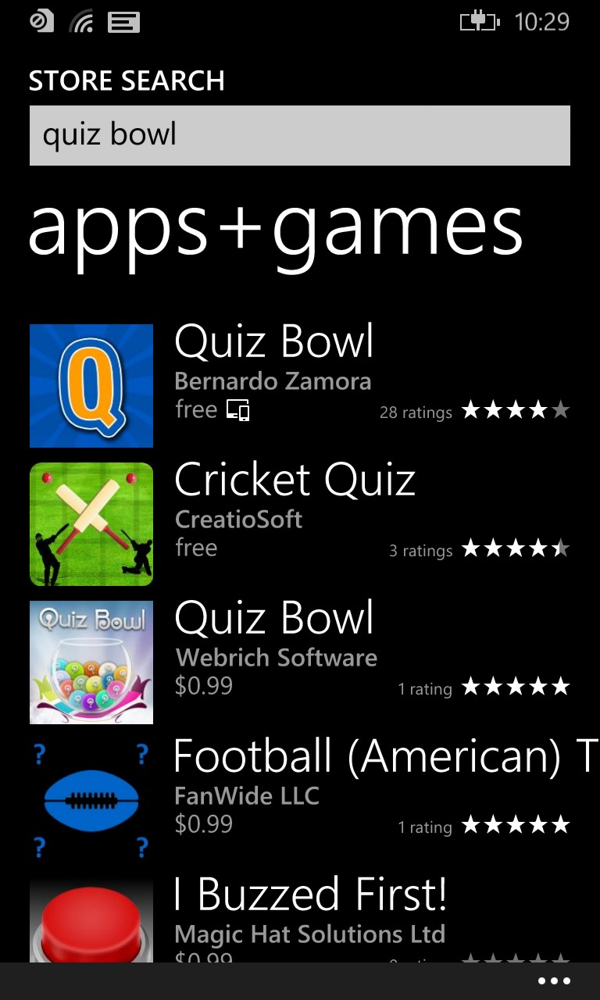 10:29
STORE SEARCH
quiz bowl
apps+games
Q
Quiz Bowl
Bernardo Zamora
free
28 ratings
Cricket Quiz
CreatioSoft
free
3 ratings
Quiz Bowl
Quiz Bowl
Webrich Software
$0.99
1 rating
? ?
? ?
Football (American) T
FanWide LLC
$0.99
1 rating
I Buzzed First!
Magic Hat Solutions Ltd
$0.99